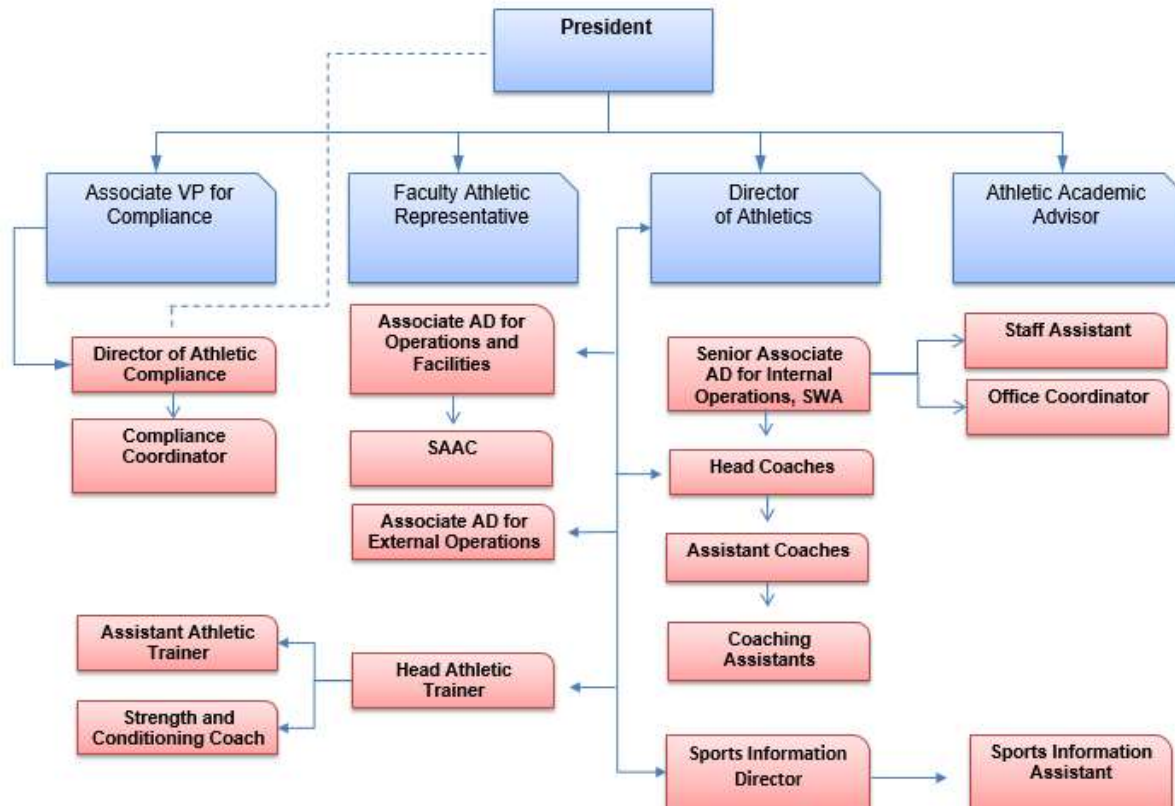 President
Associate VP for
Compliance
Faculty Athletic
Representative
Director
of Athletics
Athletic Academic
Advisor
Director of Athletic
Compliance
Compliance
Coordinator
Associate AD for
Operations and
Facilities
SAAC
Associate AD for
External Operations
Senior Associate
AD for Internal
Operations, SWA
Staff Assistant
Office Coordinator
Head Coaches
Assistant Coaches
Coaching
Assistants
Assistant Athletic
Trainer
Strength and
Conditioning Coach
Head Athletic
Trainer
Sports Information
Director
Sports Information
Assistant